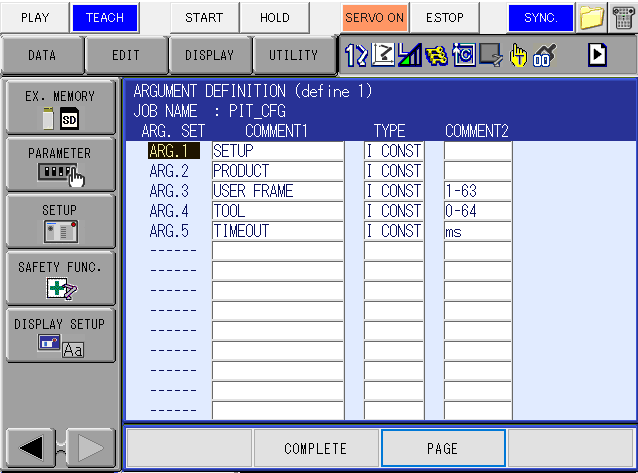 PLAY TEACH START HOLD SERVO ON E.STOP SYNC.
DATA EDIT DISPLAY UTILITY
EX. MEMORY
SD
PARAMETER
SETUP
SAFETY FUNC.
DISPLAY SETUP
Aa
ARGUMENT DEFINITION (define 1)
JOB NAME : PIT_CFG
ARG. SET COMMENT1 TYPE COMMENT2
ARG.1 SETUP I CONST
ARG.2 PRODUCT I CONST
ARG.3 USER FRAME I CONST 1-63
ARG.4 TOOL I CONST 0-64
ARG.5 TIMEOUT I CONST ms
------
------
------
------
------
------
------
------
------
COMPLETE PAGE